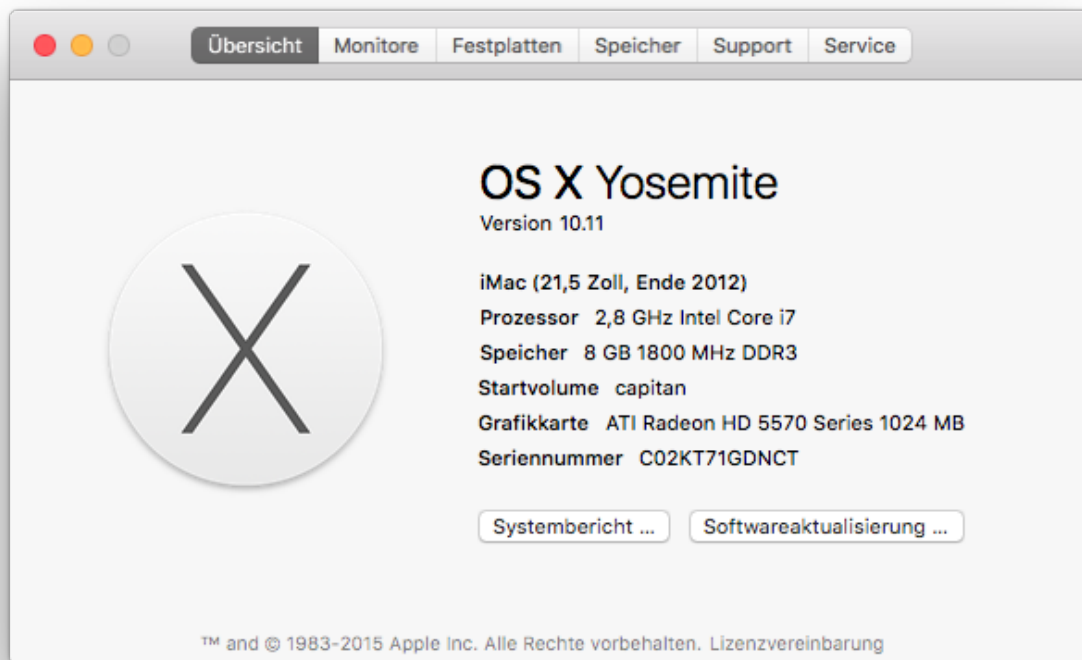 Übersicht Monitore Festplatten Speicher Support Service
OS X Yosemite
Version 10.11
iMac (21,5 Zoll, Ende 2012)
Prozessor 2,8 GHz Intel Core i7
Speicher 8 GB 1800 MHz DDR3
Startvolume capitan
Grafikkarte ATI Radeon HD 5570 Series 1024 MB
Seriennummer C02KT71GDNCT
Systembericht ... Softwareaktualisierung ...
™ and © 1983-2015 Apple Inc. Alle Rechte vorbehalten. Lizenzvereinbarung